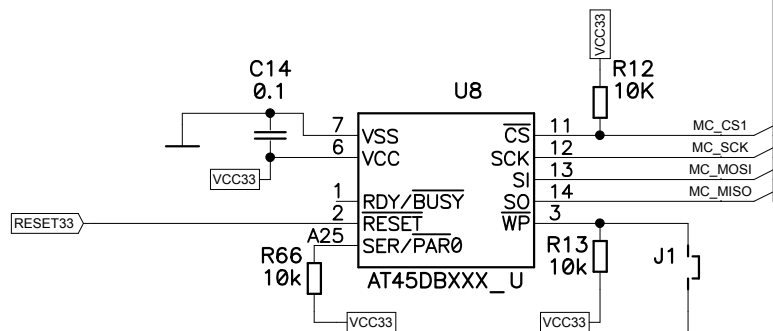 VCC33
C14
0.1
U8
R12
10K
7
VSS
CS
11
MC_CS1
6
VCC
SCK
12
MC_SCK
VCC33
SI
13
MC_MOSI
1
RDY/BUSY
SO
14
MC_MISO
RESET33
2
RESET
WP
3
A25
SER/PAR0
R66
10k
R13
10k
J1
AT45DBXXX_U
VCC33
VCC33